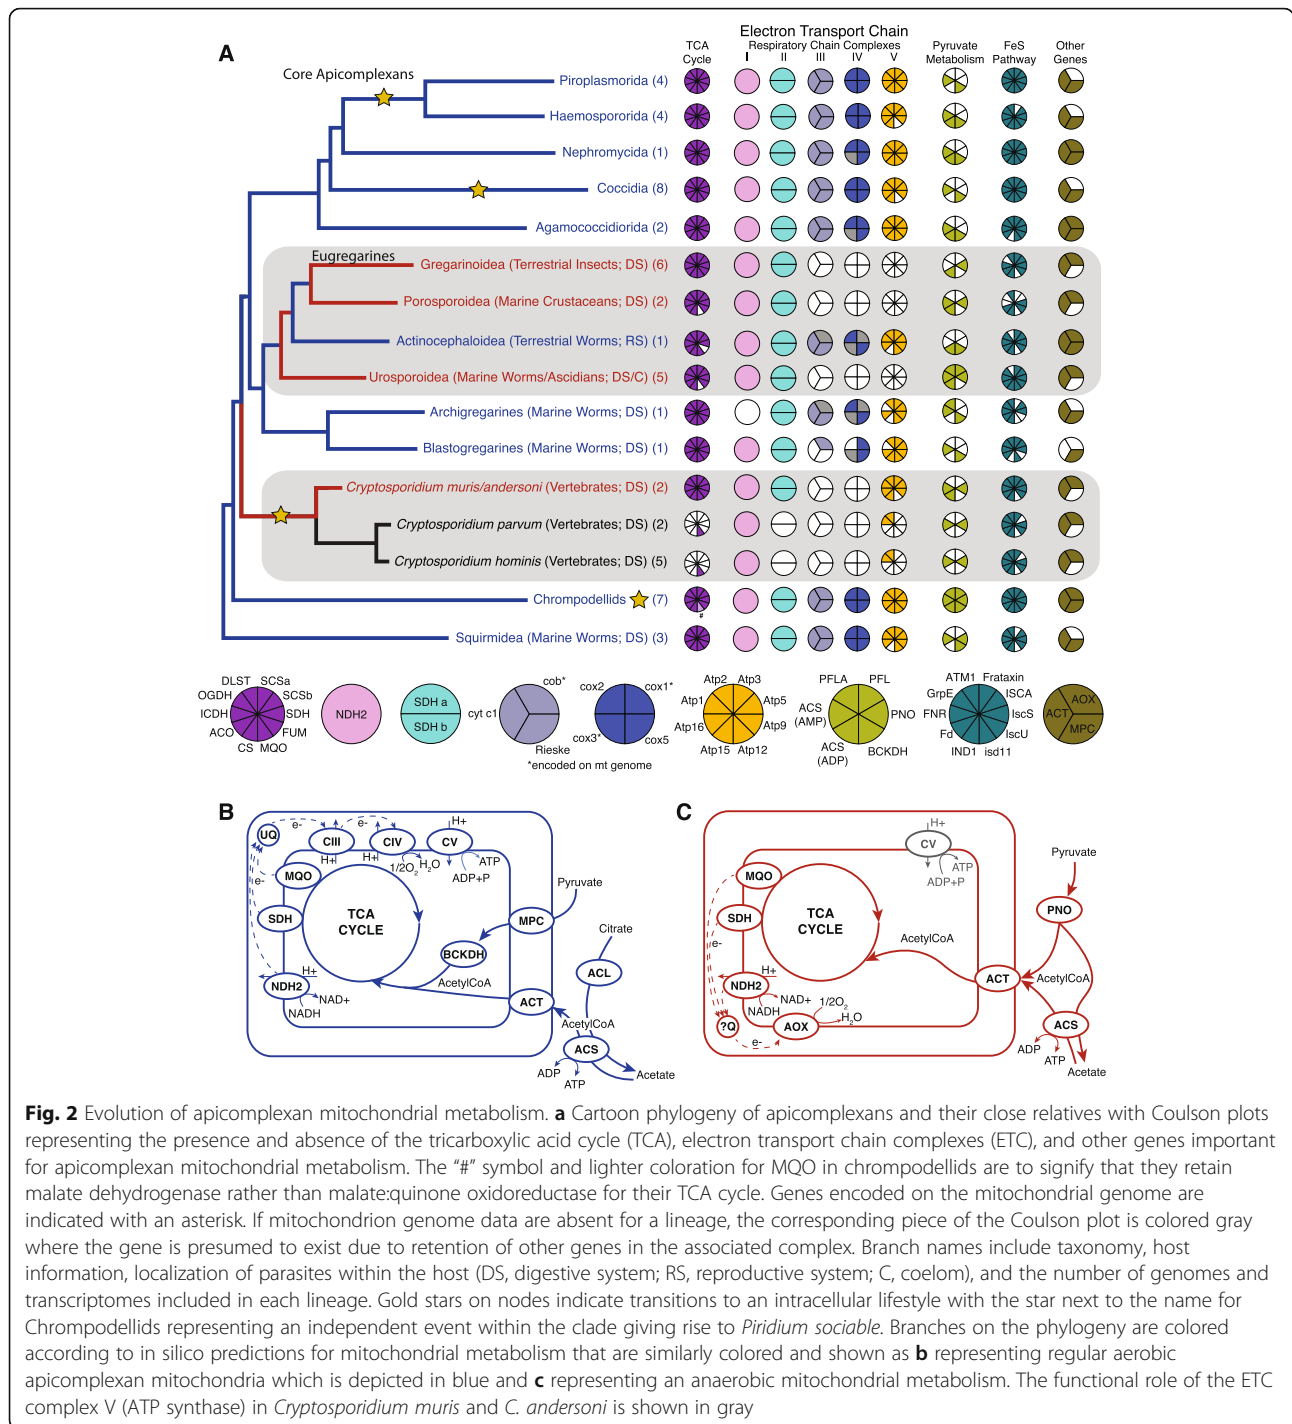 A
Electron Transport Chain
TCA Cycle
Respiratory Chain Complexes
I II III IV V
Pyruvate Metabolism
FeS Pathway
Other Genes
Core Apicomplexans
Piroplasmorida (4)
Haemospororida (4)
Nephromycida (1)
Coccidia (8)
Agamococcidiorida (2)
Eugregarines
Gregarinoidea (Terrestrial Insects; DS) (6)
Porosporoidea (Marine Crustaceans; DS) (2)
Actinocephaloidea (Terrestrial Worms; RS) (1)
Urosporoidea (Marine Worms/Ascidians; DS/C) (5)
Archigregarines (Marine Worms; DS) (1)
Blastogregarines (Marine Worms; DS) (1)
Cryptosporidium muris/andersoni (Vertebrates; DS) (2)
Cryptosporidium parvum (Vertebrates; DS) (2)
Cryptosporidium hominis (Vertebrates; DS) (5)
Chrompodellids (7)
#
Squirmidea (Marine Worms; DS) (3)
DLST SCSa
OGDH SCSb
ICDH SDH
ACO FUM
CS MQO
NDH2
SDH a
SDH b
cob*
cyt c1
Rieske
cox2 cox1*
cox3* cox5
*encoded on mt genome
Atp2 Atp3
Atp1 Atp5
Atp16 Atp9
Atp15 Atp12
PFLA PFL
ACS (AMP) PNO
ACS (ADP) BCKDH
ATM1 Frataxin
GrpE ISCA
FNR IscS
Fd IscU
IND1 isd11
AOX
ACT
MPC
B
UQ
e-
e-
CIII
CIV
CV
H+
H+
H+
1/2O2
H2O
ATP
ADP+P
MQO
e-
SDH
TCA CYCLE
NDH2
H+
NAD+
NADH
BCKDH
AcetylCoA
MPC
Pyruvate
Citrate
ACL
ACT
AcetylCoA
ACS
ADP
ATP
Acetate
C
H+
CV
ATP
ADP+P
MQO
SDH
e-
TCA CYCLE
NDH2
H+
NAD+
NADH
?Q
e-
AOX
1/2O2
H2O
AcetylCoA
ACT
Pyruvate
PNO
AcetylCoA
ACS
ADP
ATP
Acetate
Fig. 2 Evolution of apicomplexan mitochondrial metabolism. a Cartoon phylogeny of apicomplexans and their close relatives with Coulson plots
representing the presence and absence of the tricarboxylic acid cycle (TCA), electron transport chain complexes (ETC), and other genes important
for apicomplexan mitochondrial metabolism. The “#” symbol and lighter coloration for MQO in chrompodellids are to signify that they retain
malate dehydrogenase rather than malate:quinone oxidoreductase for their TCA cycle. Genes encoded on the mitochondrial genome are
indicated with an asterisk. If mitochondrion genome data are absent for a lineage, the corresponding piece of the Coulson plot is colored gray
where the gene is presumed to exist due to retention of other genes in the associated complex. Branch names include taxonomy, host
information, localization of parasites within the host (DS, digestive system; RS, reproductive system; C, coelom), and the number of genomes and
transcriptomes included in each lineage. Gold stars on nodes indicate transitions to an intracellular lifestyle with the star next to the name for
Chrompodellids representing an independent event within the clade giving rise to Piridium sociable. Branches on the phylogeny are colored
according to in silico predictions for mitochondrial metabolism that are similarly colored and shown as b representing regular aerobic
apicomplexan mitochondria which is depicted in blue and c representing an anaerobic mitochondrial metabolism. The functional role of the ETC
complex V (ATP synthase) in Cryptosporidium muris and C. andersoni is shown in gray